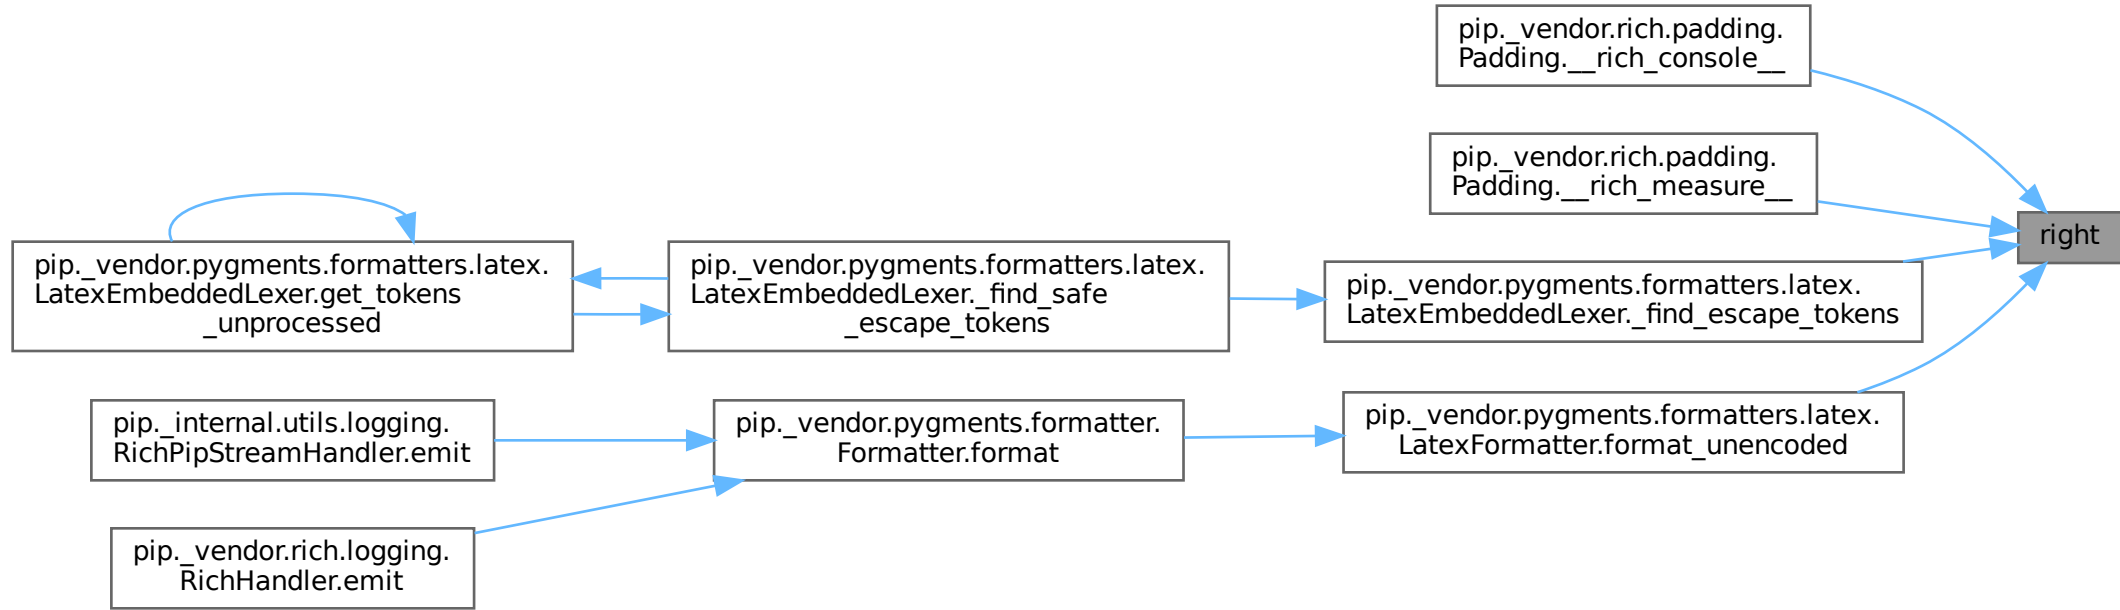 pip._vendor.rich.padding.
Padding.__rich_console__
pip._vendor.rich.padding.
Padding.__rich_measure__
right
pip._vendor.pygments.formatters.latex.
LatexEmbeddedLexer.get_tokens
_unprocessed
pip._vendor.pygments.formatters.latex.
LatexEmbeddedLexer._find_safe
_escape_tokens
pip._vendor.pygments.formatters.latex.
LatexEmbeddedLexer._find_escape_tokens
pip._internal.utils.logging.
RichPipStreamHandler.emit
pip._vendor.pygments.formatter.
Formatter.format
pip._vendor.pygments.formatters.latex.
LatexFormatter.format_unencoded
pip._vendor.rich.logging.
RichHandler.emit